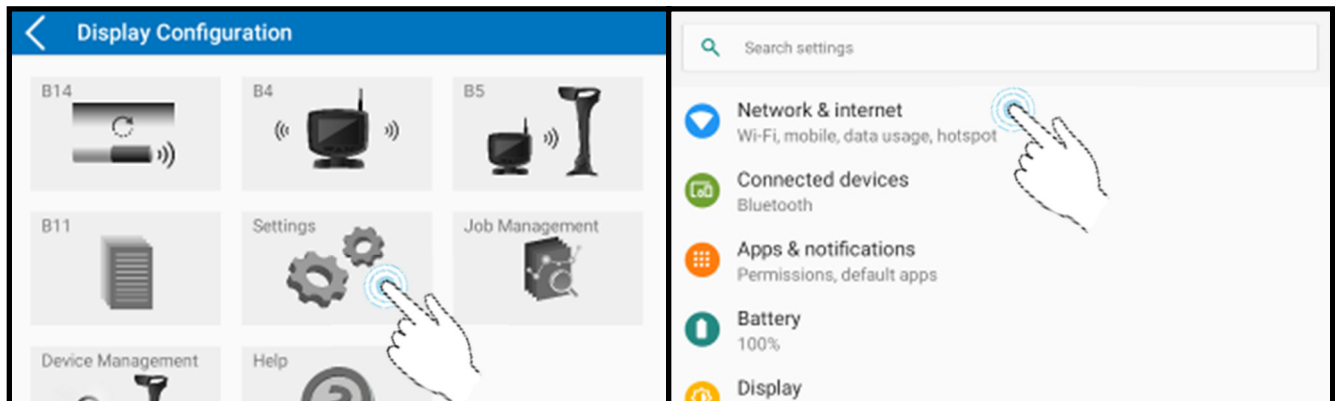 Display Configuration
B14
B4
B5
B11
Settings
Job Management
Device Management
Help
Search settings
Network & internet
Wi-Fi, mobile, data usage, hotspot
Connected devices
Bluetooth
Apps & notifications
Permissions, default apps
Battery
100%
Display